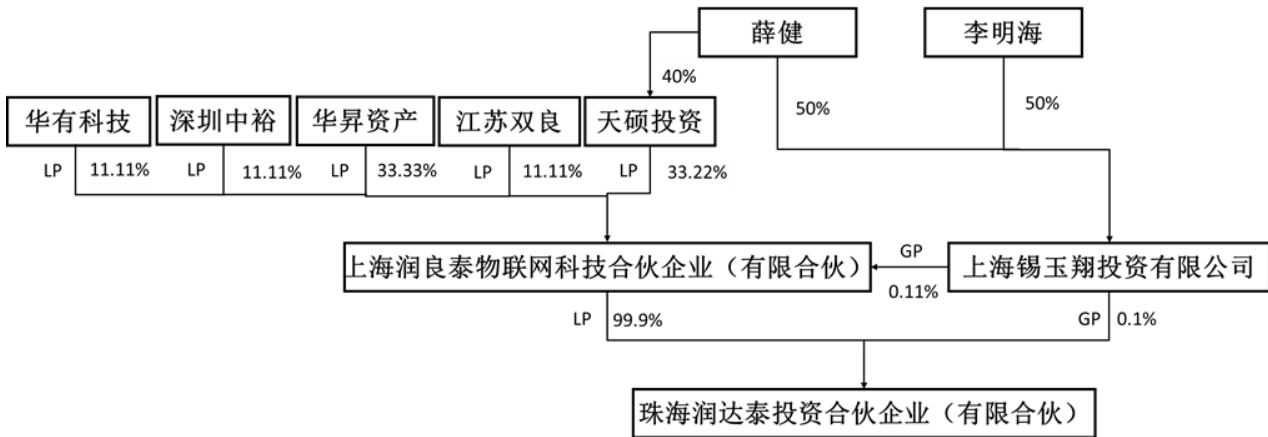 薛健
李明海
40%
50%
50%
华有科技
深圳中裕
华昇资产
江苏双良
天硕投资
LP
11.11%
LP
11.11%
LP
33.33%
LP
11.11%
LP
33.22%
上海润良泰物联网科技合伙企业（有限合伙）
GP
0.11%
上海锡玉翔投资有限公司
LP
99.9%
GP
0.1%
珠海润达泰投资合伙企业（有限合伙）